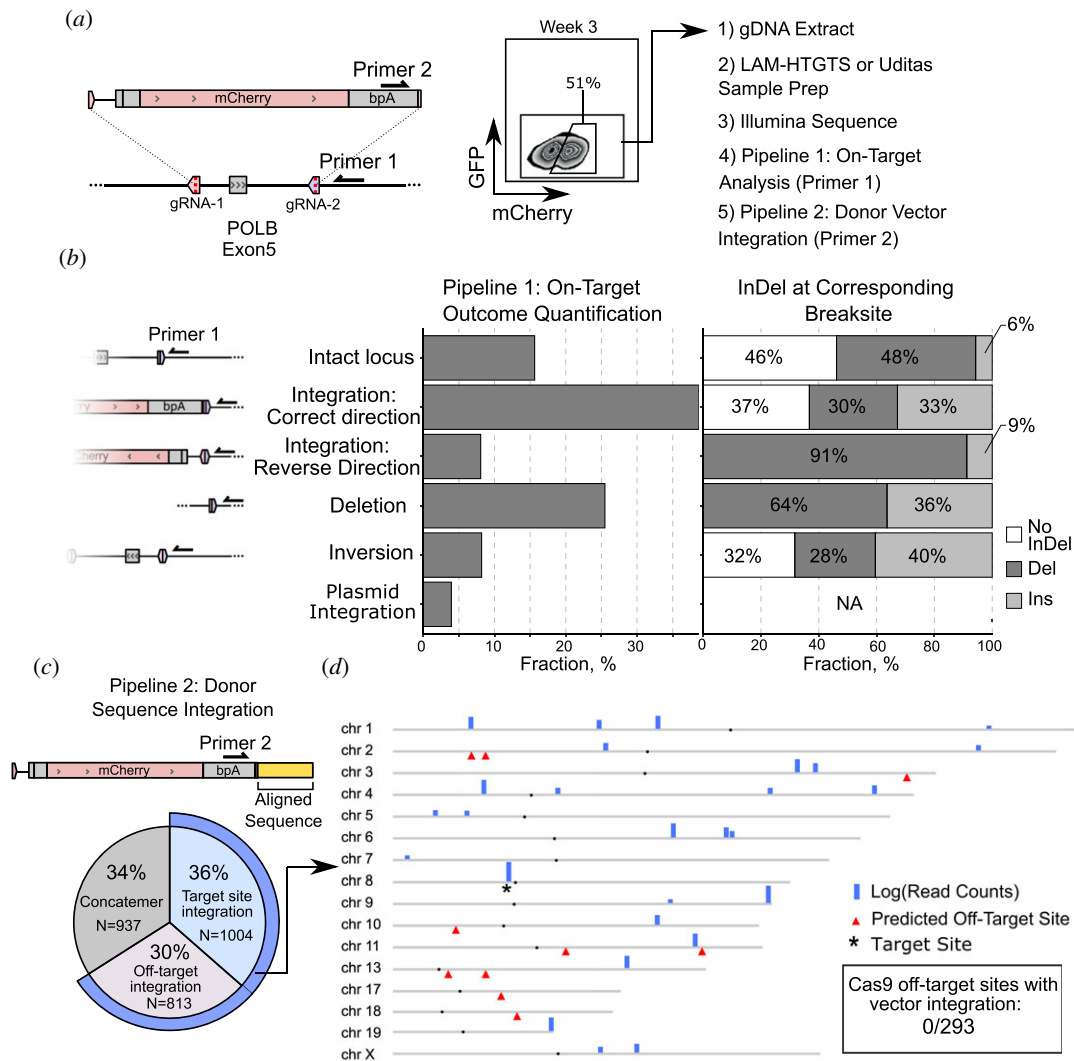 (a)
Primer 2
mCherry
bpA
Primer 1
gRNA-1
gRNA-2
POLB
Exon5
Week 3
51%
GFP
mCherry
1) gDNA Extract
2) LAM-HTGTS or Uditas
Sample Prep
3) Illumina Sequence
4) Pipeline 1: On-Target
Analysis (Primer 1)
5) Pipeline 2: Donor Vector
Integration (Primer 2)
(b)
Pipeline 1: On-Target
Outcome Quantification
InDel at Corresponding
Breaksite
Primer 1
Intact locus
46% 48% 6%
rry bpA
Integration:
Correct direction
37% 30% 33%
Cherry
Integration:
Reverse Direction
91% 9%
Deletion
64% 36%
Inversion
32% 28% 40%
Plasmid
Integration
NA
No
InDel
Del
Ins
0 10 20 30
Fraction, %
0 20 40 60 80 100
Fraction, %
(c)
Pipeline 2: Donor
Sequence Integration
Primer 2
mCherry
bpA
Aligned
Sequence
34%
Concatemer
N=937
36%
Target site
integration
N=1004
30%
Off-target
integration
N=813
(d)
chr 1
chr 2
chr 3
chr 4
chr 5
chr 6
chr 7
chr 8
*
chr 9
chr 10
chr 11
chr 13
chr 17
chr 18
chr 19
chr X
Log(Read Counts)
Predicted Off-Target Site
* Target Site
Cas9 off-target sites with
vector integration:
0/293